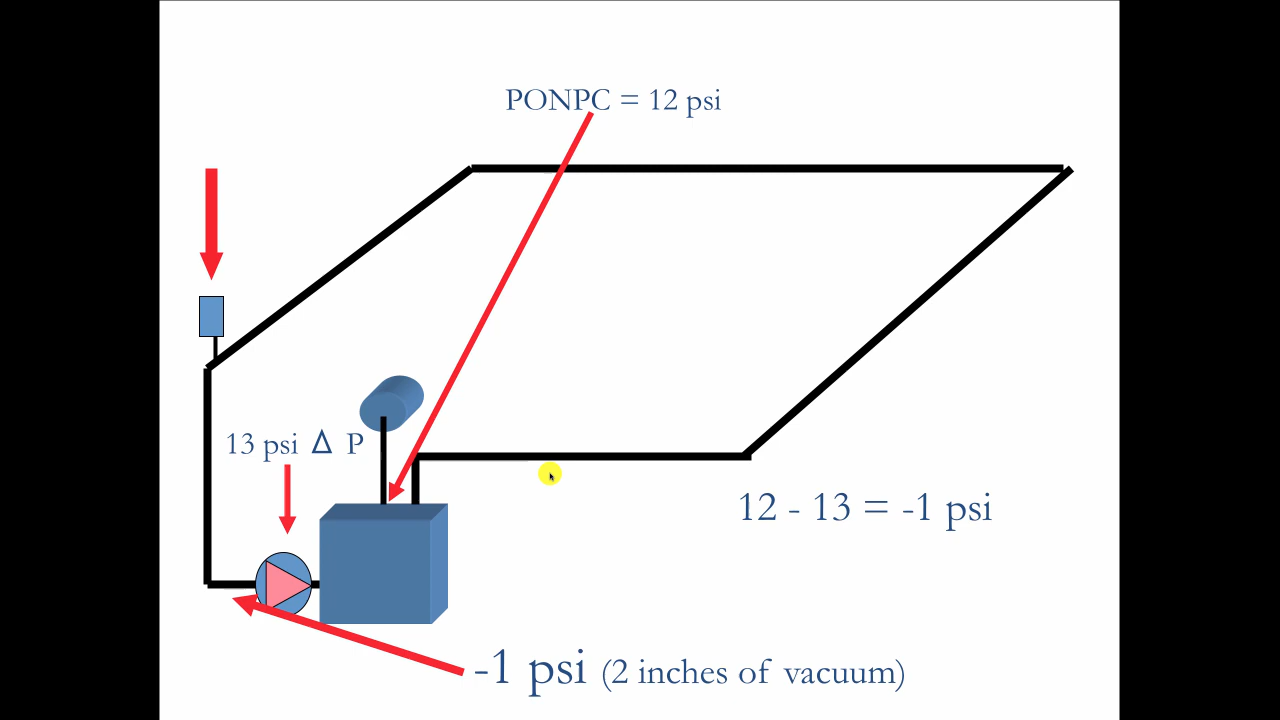 PONPC = 12 psi
13 psi Δ P
12 - 13 = -1 psi
-1 psi (2 inches of vacuum)